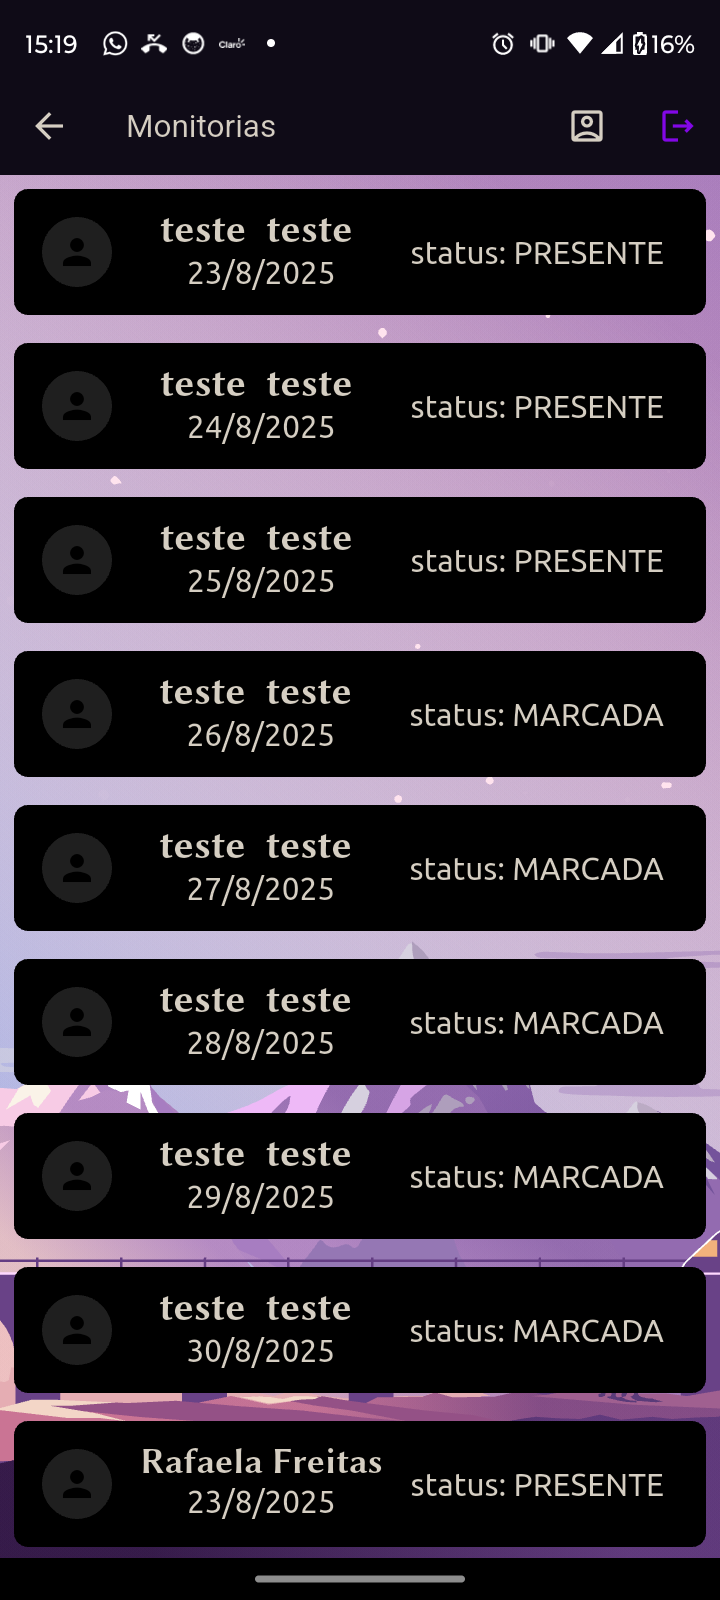 15:19 Claro 16%
Monitorias
teste teste
23/8/2025
status: PRESENTE
teste teste
24/8/2025
status: PRESENTE
teste teste
25/8/2025
status: PRESENTE
teste teste
26/8/2025
status: MARCADA
teste teste
27/8/2025
status: MARCADA
teste teste
28/8/2025
status: MARCADA
teste teste
29/8/2025
status: MARCADA
teste teste
30/8/2025
status: MARCADA
Rafaela Freitas
23/8/2025
status: PRESENTE